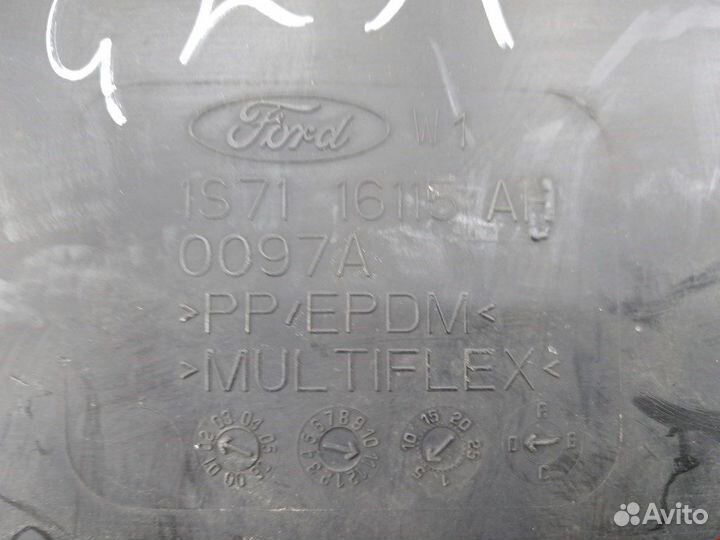 Ford W1
1S71 16115 AH
0097A
>PP/EPDM<
>MULTIFLEX<
Avito